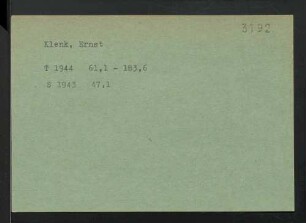 3192
Klenk, Ernst
T 1944 61,1 - 183,6
S 1943 47,1